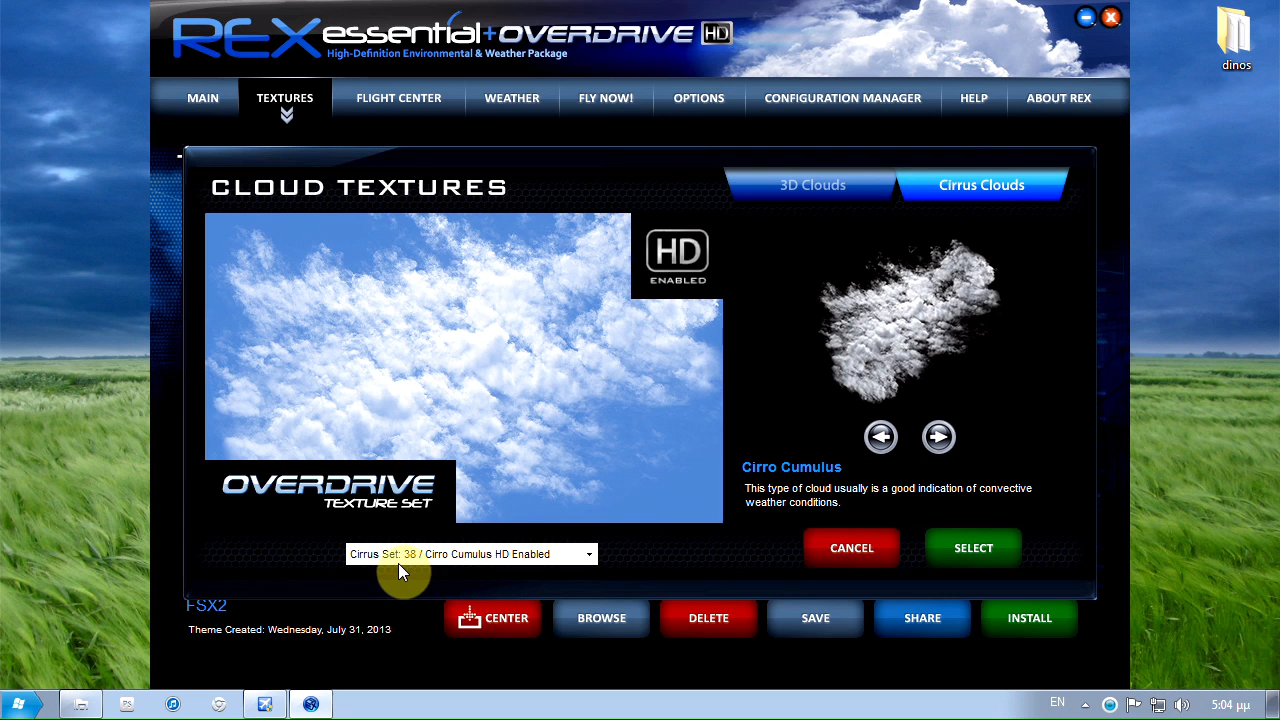 REX essential+OVERDRIVE HD
High-Definition Environmental & Weather Package
dinos
MAIN
TEXTURES
FLIGHT CENTER
WEATHER
FLY NOW!
OPTIONS
CONFIGURATION MANAGER
HELP
ABOUT REX
CLOUD TEXTURES
3D Clouds
Cirrus Clouds
HD
ENABLED
OVERDRIVE
TEXTURE SET
Cirro Cumulus
This type of cloud usually is a good indication of convective
weather conditions.
Cirrus Set: 38 / Cirro Cumulus HD Enabled
CANCEL
SELECT
FSX2
Theme Created: Wednesday, July 31, 2013
CENTER
BROWSE
DELETE
SAVE
SHARE
INSTALL
PS
EN
5:04 μμ